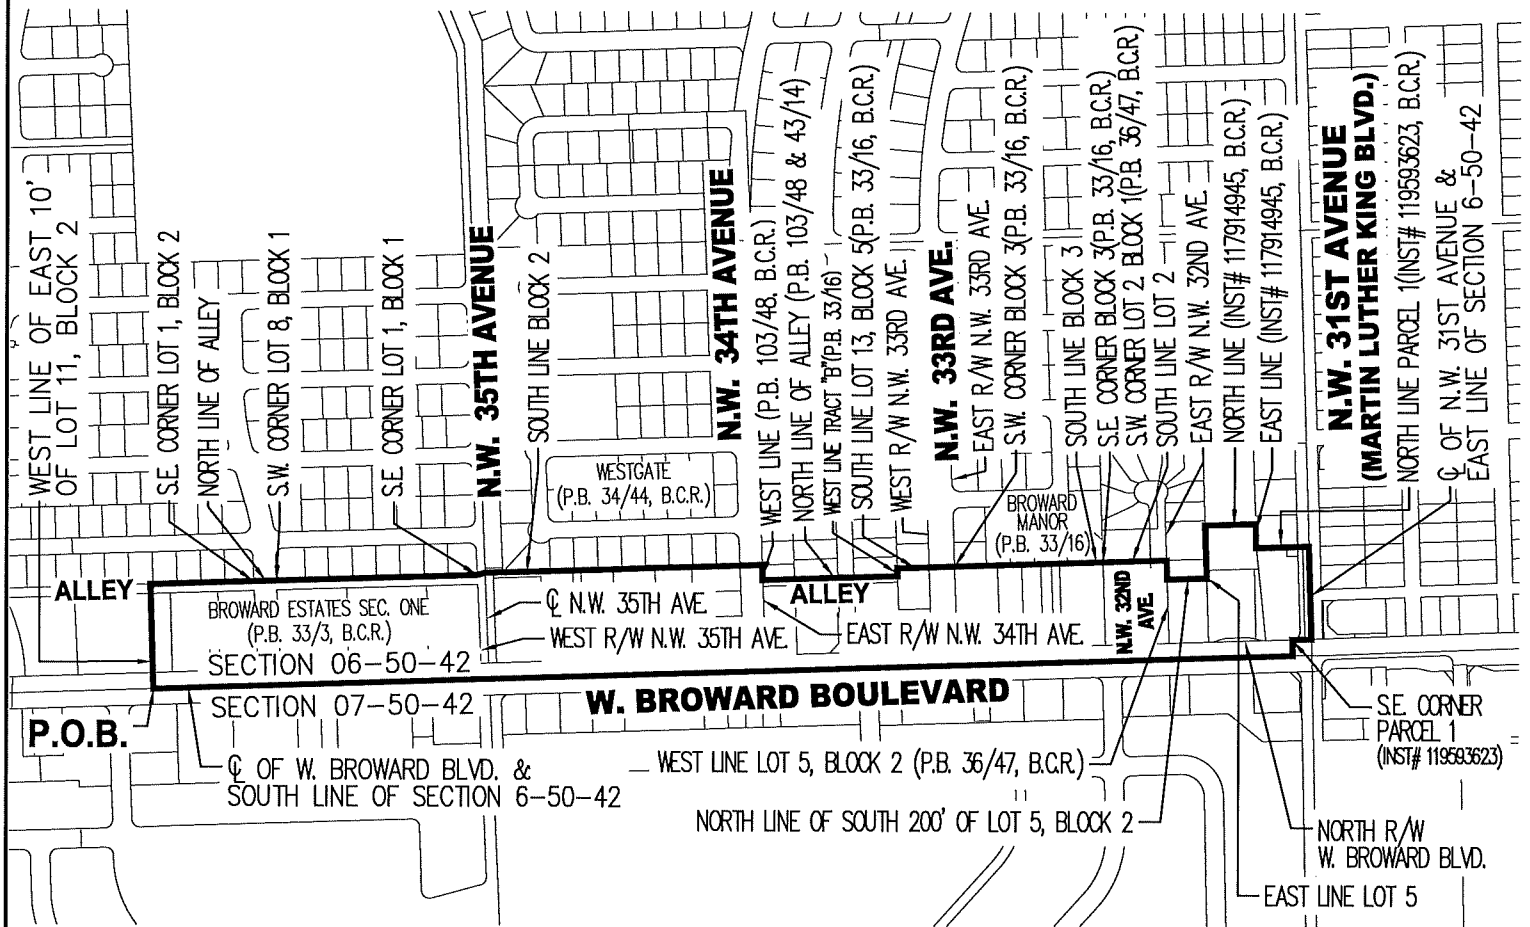 WEST LINE OF EAST 10'
OF LOT 11, BLOCK 2
S.E. CORNER LOT 1, BLOCK 2
NORTH LINE OF ALLEY
S.W. CORNER LOT 8, BLOCK 1
S.E. CORNER LOT 1, BLOCK 1
N.W. 35TH AVENUE
SOUTH LINE BLOCK 2
WESTGATE
(P.B. 34/44, B.C.R.)
N.W. 34TH AVENUE
WEST LINE (P.B. 103/48, B.C.R.)
NORTH LINE OF ALLEY (P.B. 103/48 & 43/14)
WEST LINE TRACT "B"(P.B. 33/16)
SOUTH LINE LOT 13, BLOCK 5(P.B. 33/16, B.C.R.)
WEST R/W N.W. 33RD AVE.
N.W. 33RD AVE.
EAST R/W N.W. 33RD AVE.
S.W. CORNER BLOCK 3(P.B. 33/16, B.C.R.)
BROWARD
MANOR
(P.B. 33/16)
SOUTH LINE BLOCK 3
S.E. CORNER BLOCK 3(P.B. 33/16, B.C.R.)
S.W. CORNER LOT 2, BLOCK 1(P.B. 36/47, B.C.R.)
SOUTH LINE LOT 2
EAST R/W N.W. 32ND AVE.
NORTH LINE (INST# 117914945, B.C.R.)
EAST LINE (INST# 117914945, B.C.R.)
N.W. 31ST AVENUE
(MARTIN LUTHER KING BLVD.)
NORTH LINE PARCEL 1(INST# 119593623, B.C.R.)
℄ OF N.W. 31ST AVENUE &
EAST LINE OF SECTION 6-50-42
ALLEY
BROWARD ESTATES SEC. ONE
(P.B. 33/3, B.C.R.)
SECTION 06-50-42
℄ N.W. 35TH AVE.
WEST R/W N.W. 35TH AVE.
ALLEY
EAST R/W N.W. 34TH AVE.
N.W. 32ND
AVE.
SECTION 07-50-42
W. BROWARD BOULEVARD
P.O.B.
℄ OF W. BROWARD BLVD. &
SOUTH LINE OF SECTION 6-50-42
WEST LINE LOT 5, BLOCK 2 (P.B. 36/47, B.C.R.)
NORTH LINE OF SOUTH 200' OF LOT 5, BLOCK 2
S.E. CORNER
PARCEL 1
(INST# 119593623)
NORTH R/W
W. BROWARD BLVD.
EAST LINE LOT 5